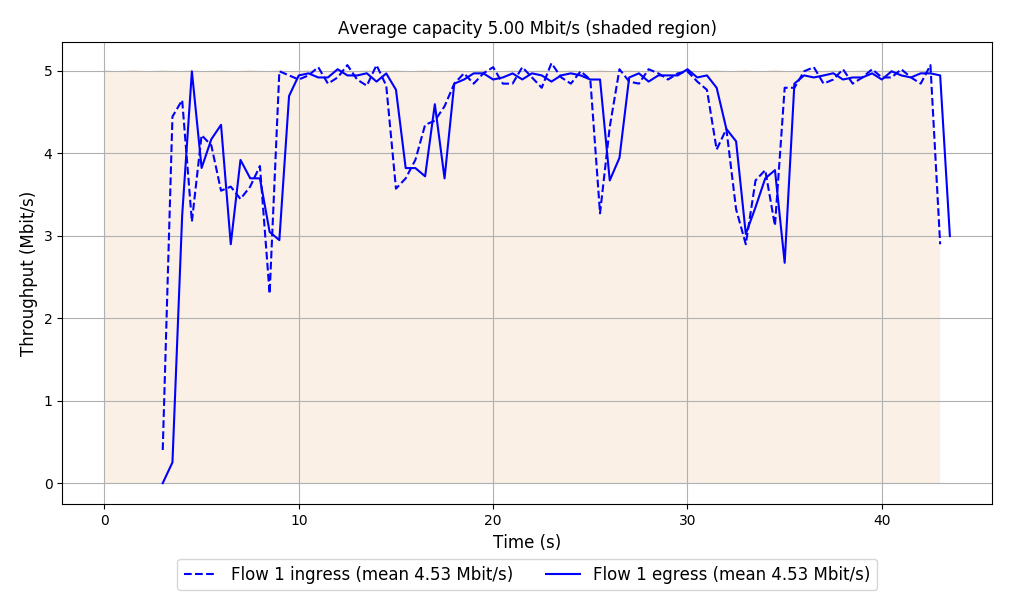 Average capacity 5.00 Mbit/s (shaded region)
Throughput (Mbit/s)
5
4
3
2
1
0
0 10 20 30 40
Time (s)
Flow 1 ingress (mean 4.53 Mbit/s) Flow 1 egress (mean 4.53 Mbit/s)